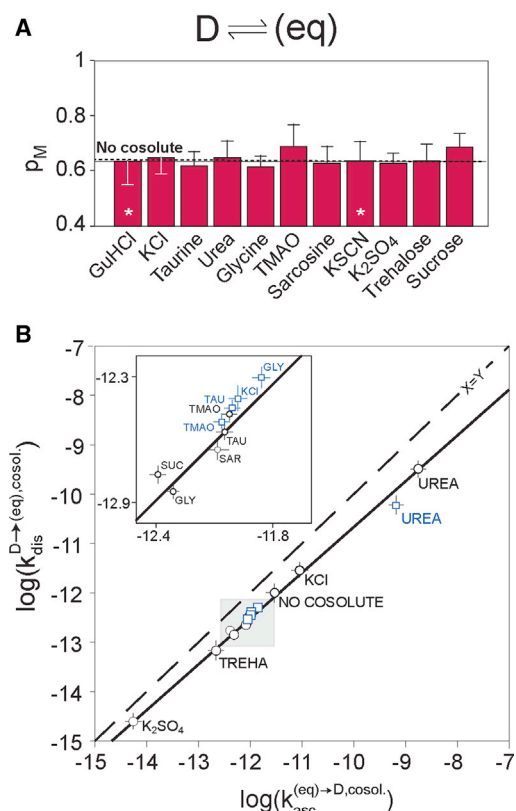 A
D ⇌ (eq)
1
0.8
0.6
0.4
pM
No cosolute
*
*
GuHCl
KCl
Taurine
Urea
Glycine
TMAO
Sarcosine
KSCN
K2SO4
Trehalose
Sucrose
B
-7
-8
-9
-10
-11
-12
-13
-14
-15
log(k dis D→(eq),cosol.)
X=Y
-12.3
-12.9
-12.4
-11.8
GLY
KCl
TAU
TMAO
TMAO
TAU
SAR
SUC
GLY
UREA
UREA
KCl
NO COSOLUTE
TREHA
K2SO4
-15
-14
-13
-12
-11
-10
-9
-8
-7
log(k asc (eq)→D,cosol.)